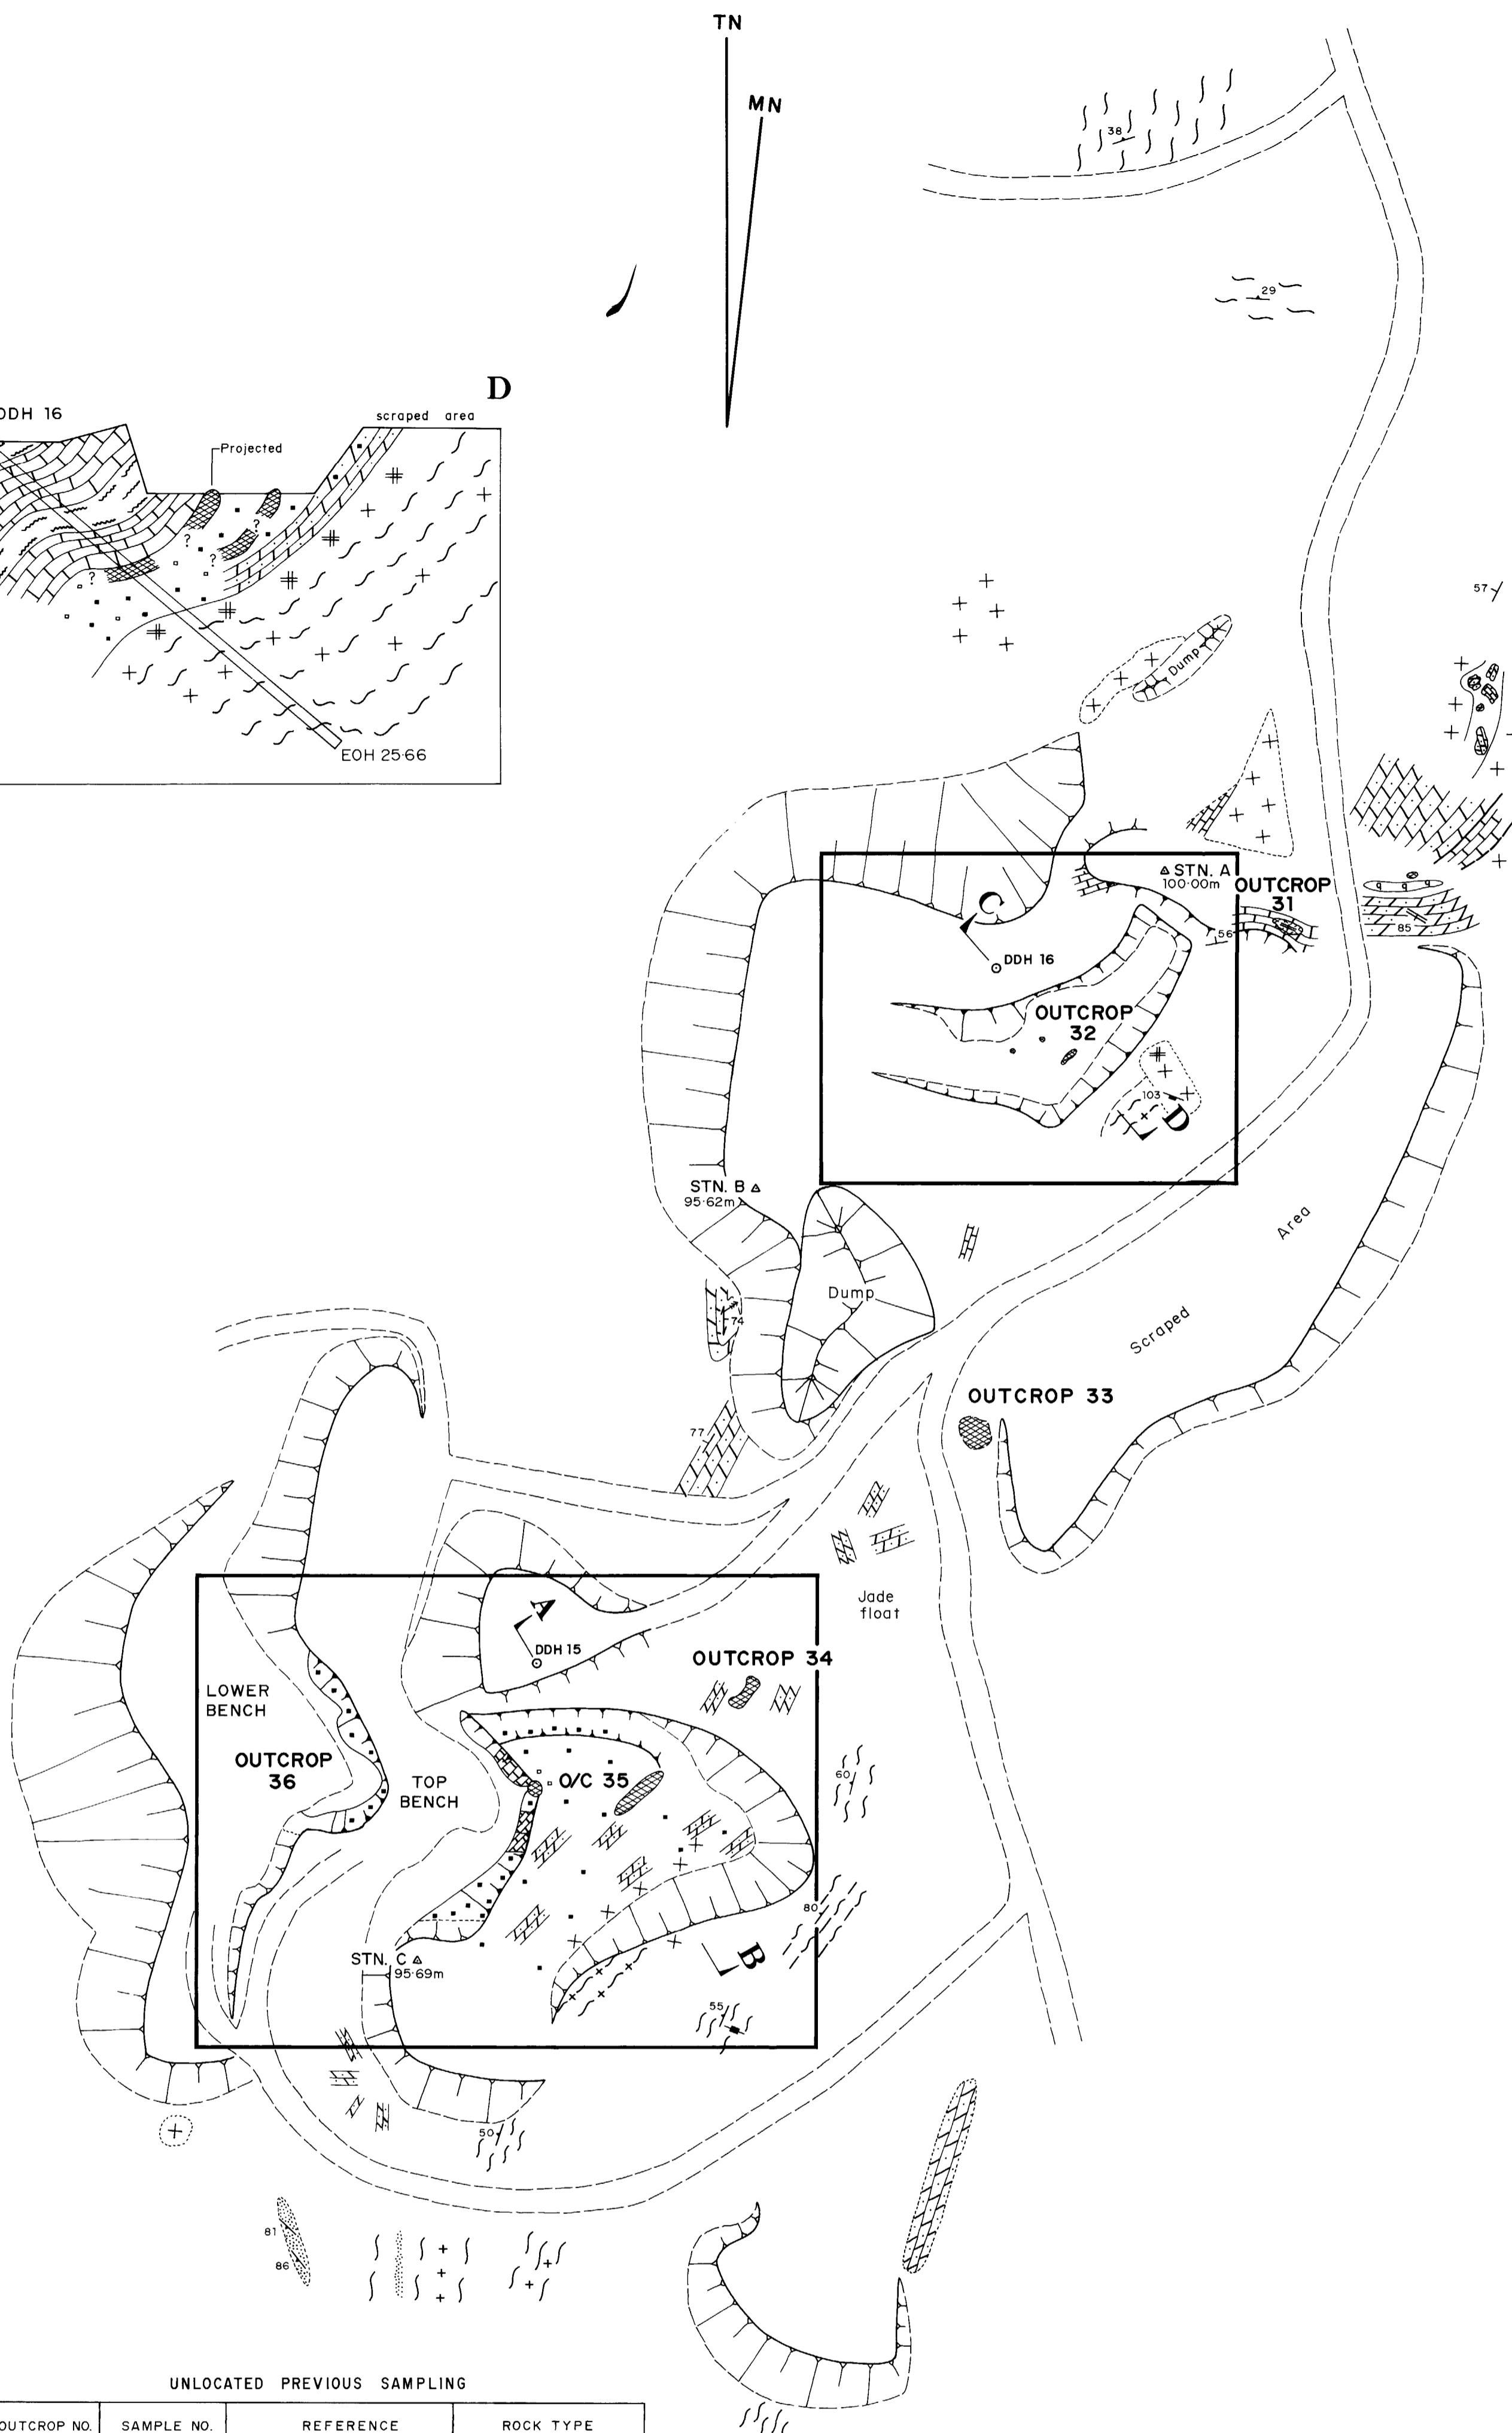 TN
MN
38
29
D
DDH 16
scraped area
Projected
?
?
?
?
EOH 25·66
57
Dump
STN. A
100·00m
OUTCROP
31
C
56
85
DDH 16
OUTCROP
32
103
D
STN. B
95·62m
Area
Dump
74
Scraped
OUTCROP 33
77
Jade
float
A
DDH 15
OUTCROP 34
LOWER
BENCH
OUTCROP
36
TOP
BENCH
O/C 35
60
80
STN. C
95·69m
B
55
50
81
86
UNLOCATED PREVIOUS SAMPLING
OUTCROP NO.
SAMPLE NO.
REFERENCE
ROCK TYPE